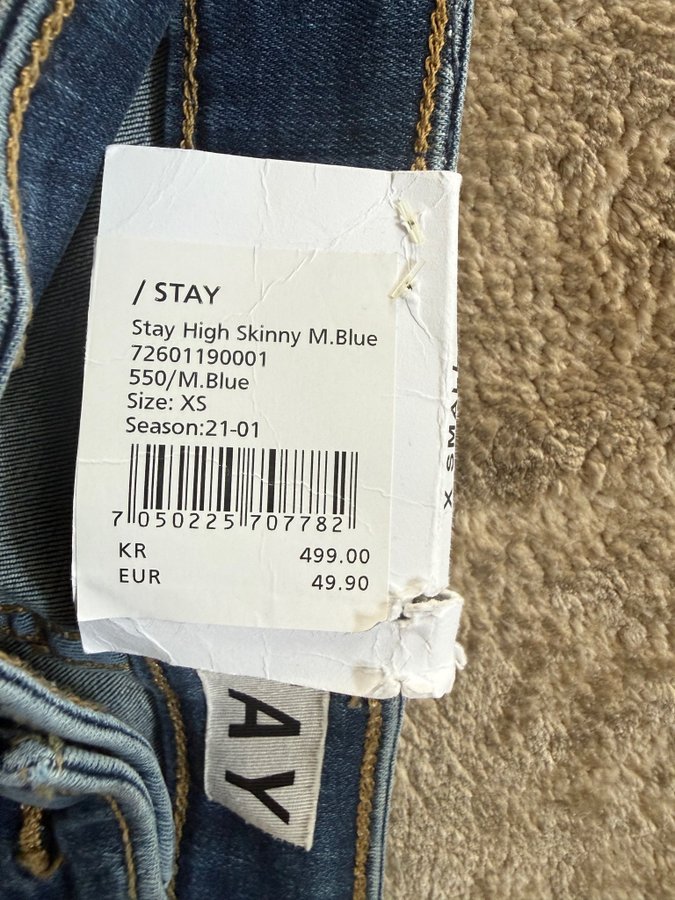 / STAY
Stay High Skinny M.Blue
72601190001
550/M.Blue
Size: XS
Season:21-01
7 050225 707782
KR 499.00
EUR 49.90
X SMALL
AY